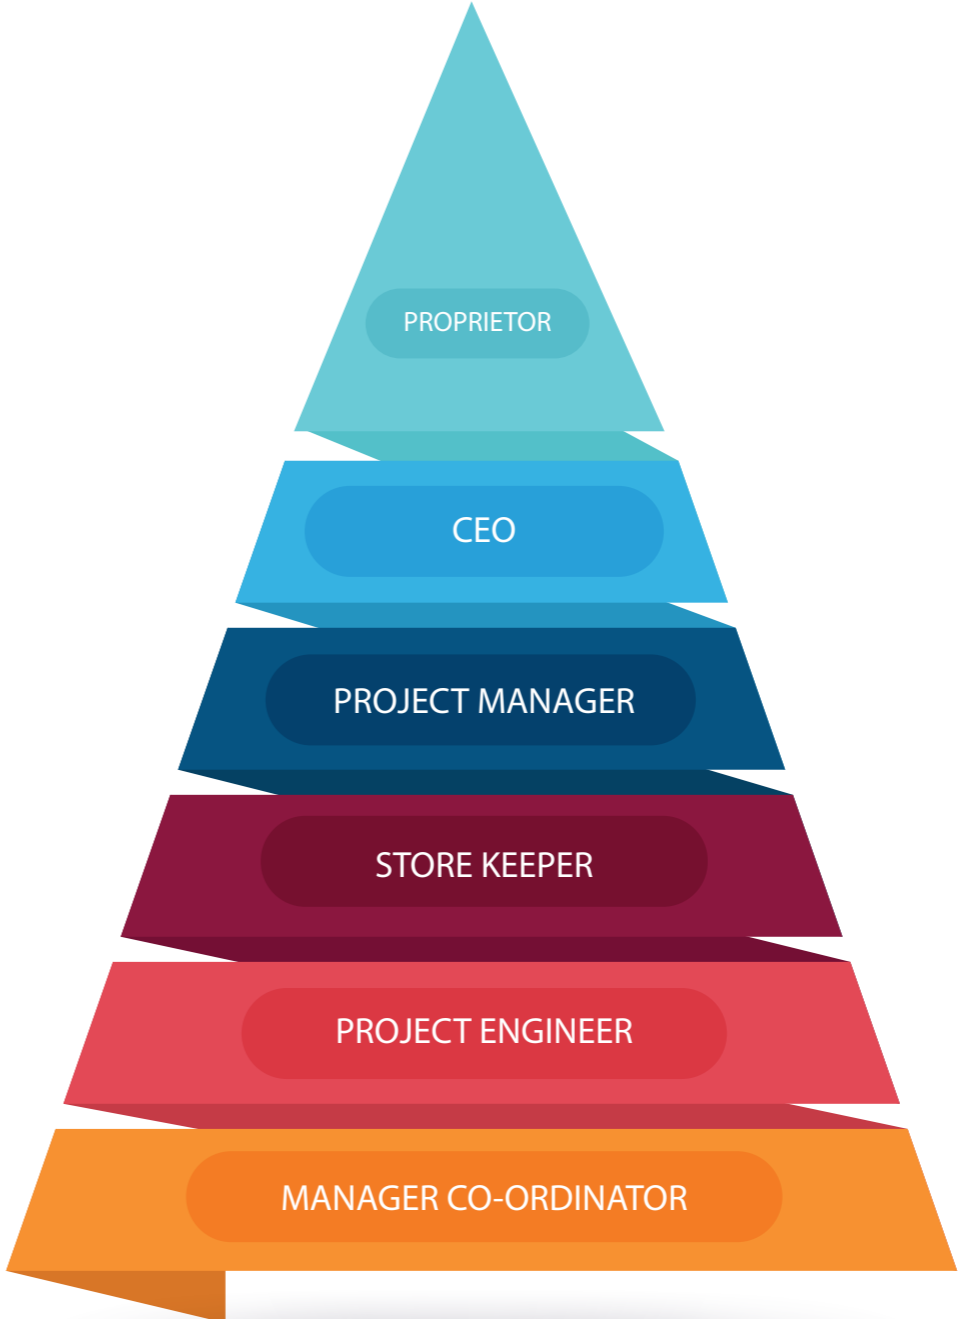 PROPRIETOR
CEO
PROJECT MANAGER
STORE KEEPER
PROJECT ENGINEER
MANAGER CO-ORDINATOR